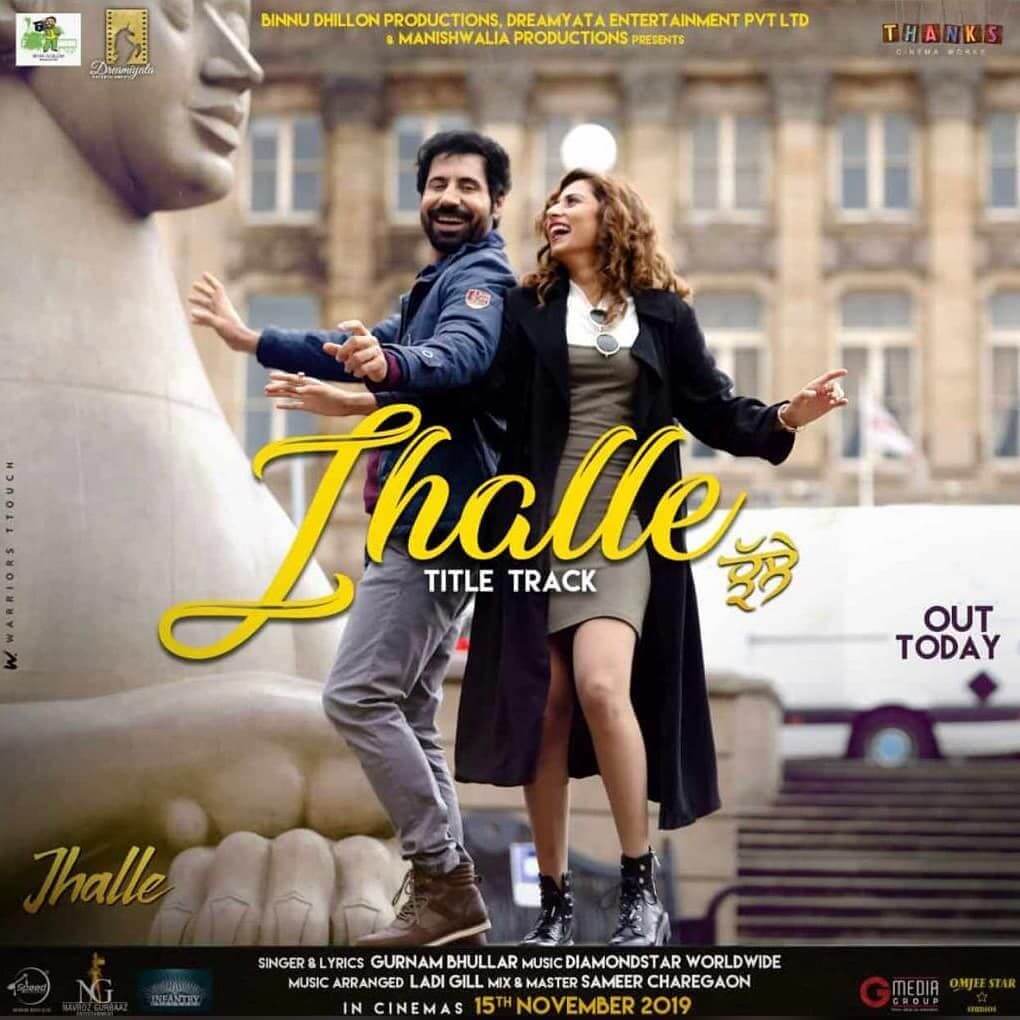 BINNU DHILLON PRODUCTIONS, DREAMYATA ENTERTAINMENT PVT LTD
& MANISHWALIA PRODUCTIONS PRESENTS
THANKS
CINEMA WORKS
Dreamiyata
Jhalle
ਝੱਲੇ
TITLE TRACK
OUT
TODAY
W. WARRIORS TTOUCH
Jhalle
SINGER & LYRICS GURNAM BHULLAR MUSIC DIAMONDSTAR WORLDWIDE
MUSIC ARRANGED LADI GILL MIX & MASTER SAMEER CHAREGAON
IN CINEMAS 15TH NOVEMBER 2019
Speed
NG
NAVROZ GURBAAZ
INFANTRY
G MEDIA
GROUP
OMJEE STAR
STUDIOS